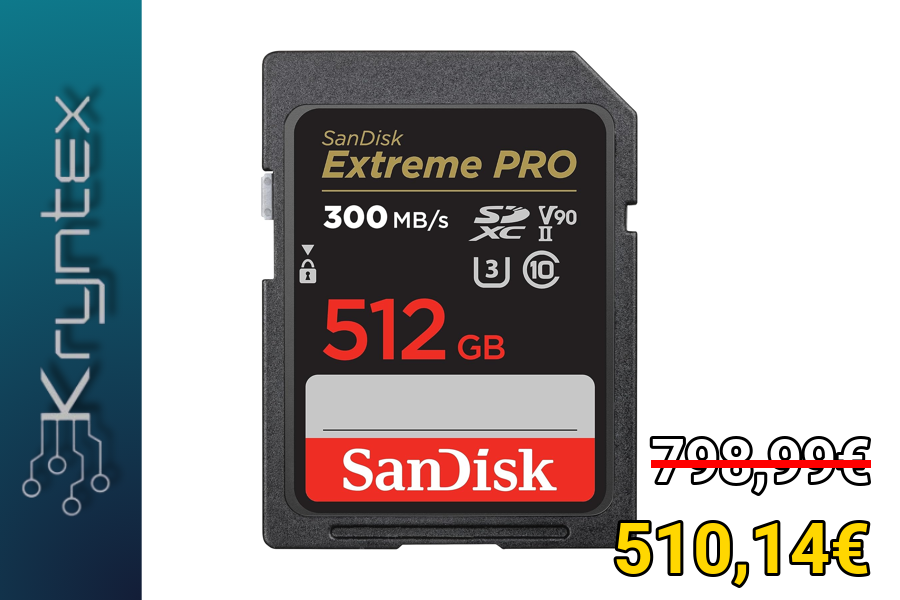 Kryntex
SanDisk
Extreme PRO
300 MB/s
SD XC V90 II
3 10
512 GB
SanDisk
798,99€
510,14€